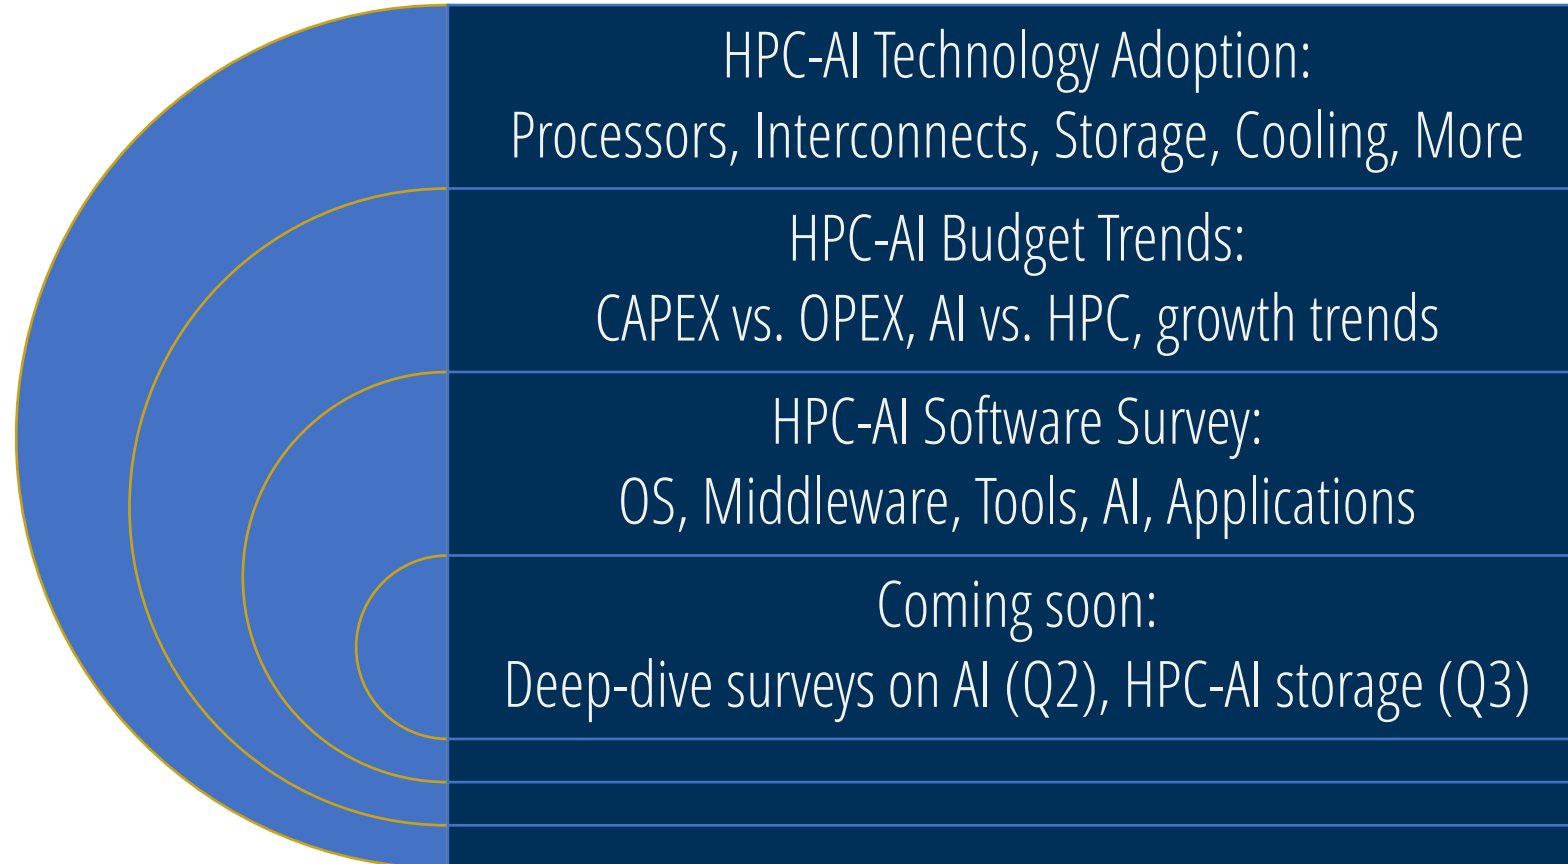 HPC-AI Technology Adoption:
Processors, Interconnects, Storage, Cooling, More
HPC-AI Budget Trends:
CAPEX vs. OPEX, AI vs. HPC, growth trends
HPC-AI Software Survey:
OS, Middleware, Tools, AI, Applications
Coming soon:
Deep-dive surveys on AI (Q2), HPC-AI storage (Q3)